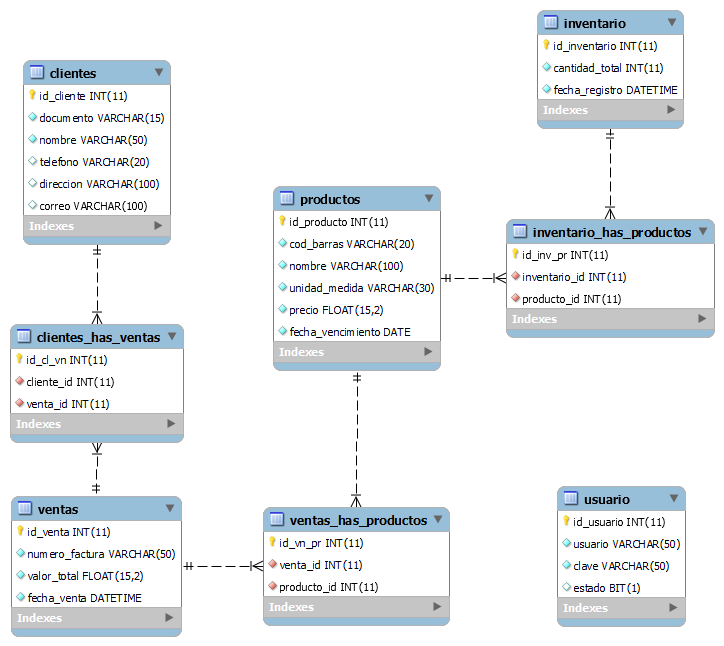 clientes
id_cliente INT(11)
documento VARCHAR(15)
nombre VARCHAR(50)
telefono VARCHAR(20)
direccion VARCHAR(100)
correo VARCHAR(100)
Indexes
inventario
id_inventario INT(11)
cantidad_total INT(11)
fecha_registro DATETIME
Indexes
productos
id_producto INT(11)
cod_barras VARCHAR(20)
nombre VARCHAR(100)
unidad_medida VARCHAR(30)
precio FLOAT(15,2)
fecha_vencimiento DATE
Indexes
inventario_has_productos
id_inv_pr INT(11)
inventario_id INT(11)
producto_id INT(11)
Indexes
clientes_has_ventas
id_cl_vn INT(11)
cliente_id INT(11)
venta_id INT(11)
Indexes
ventas
id_venta INT(11)
numero_factura VARCHAR(50)
valor_total FLOAT(15,2)
fecha_venta DATETIME
Indexes
ventas_has_productos
id_vn_pr INT(11)
venta_id INT(11)
producto_id INT(11)
Indexes
usuario
id_usuario INT(11)
usuario VARCHAR(50)
clave VARCHAR(50)
estado BIT(1)
Indexes